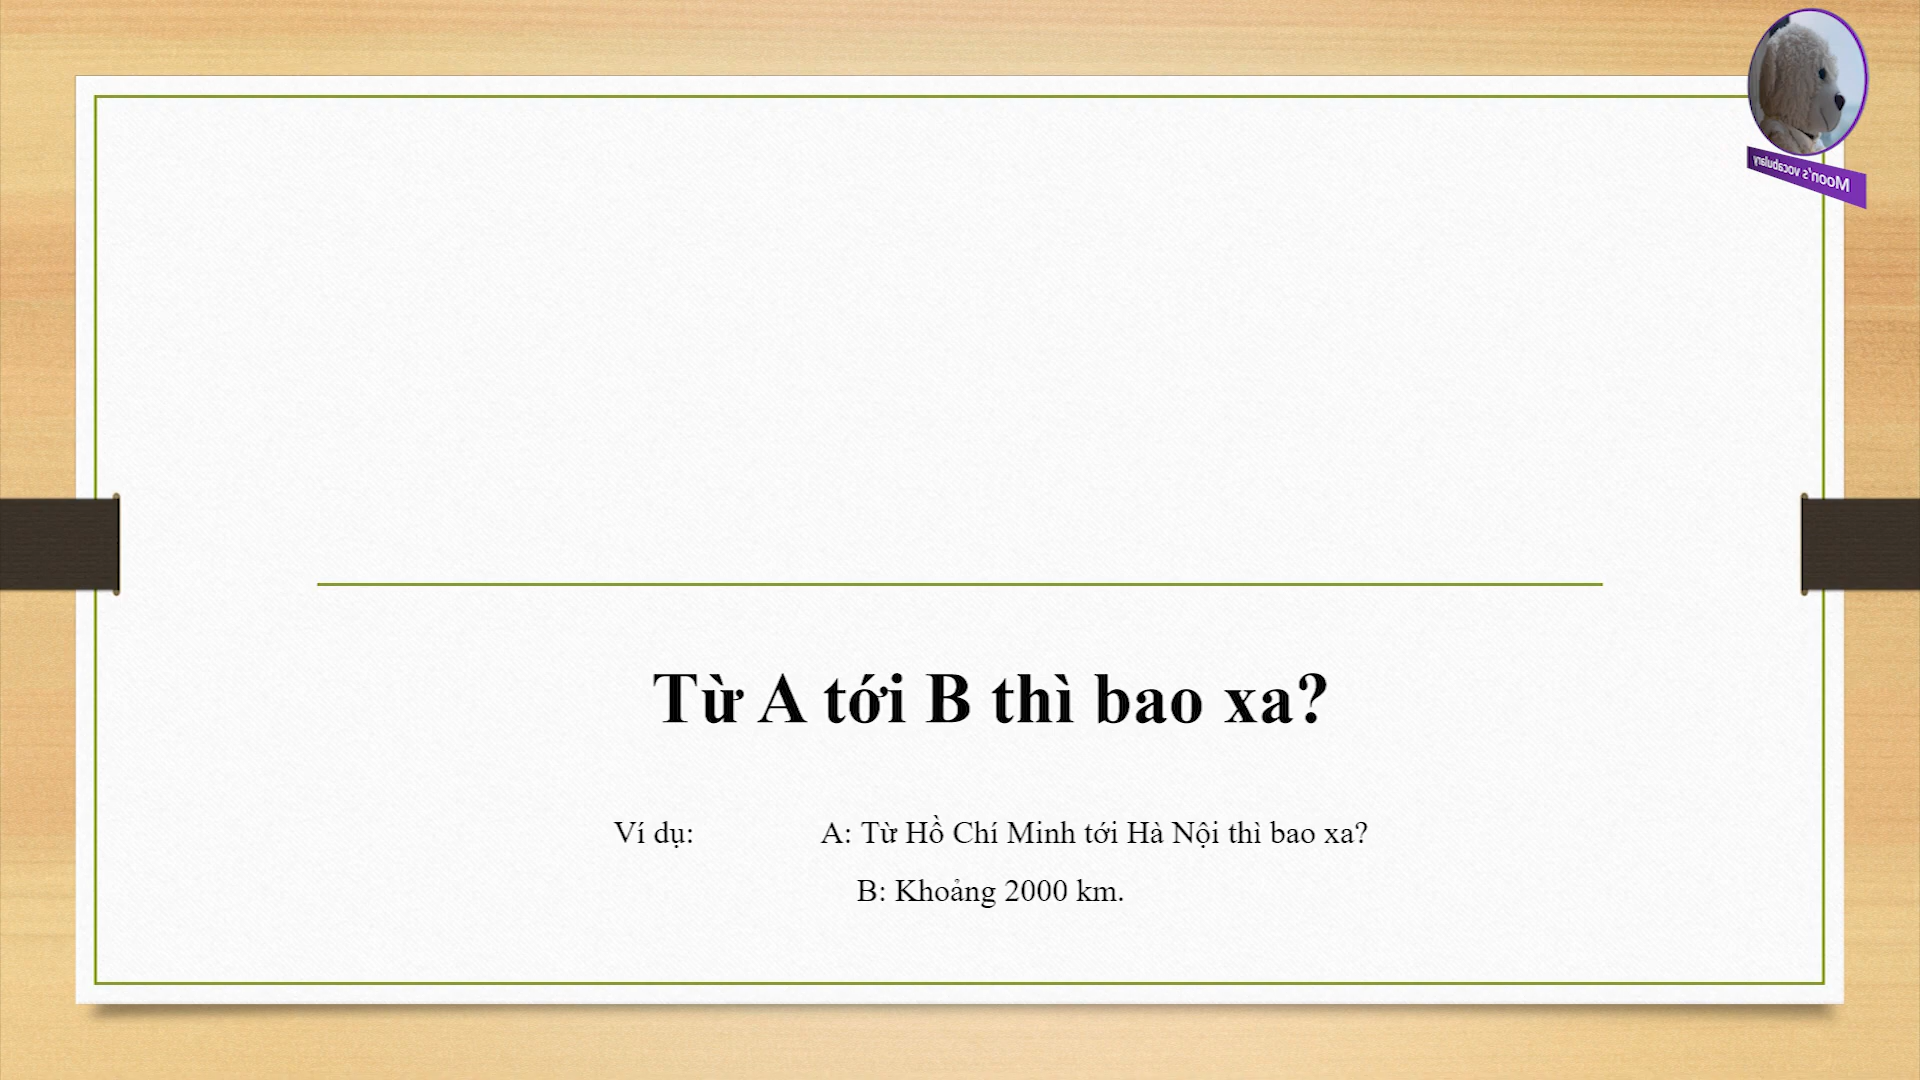 Moon's vocabulary
Từ A tới B thì bao xa?
Ví dụ: A: Từ Hồ Chí Minh tới Hà Nội thì bao xa?
B: Khoảng 2000 km.